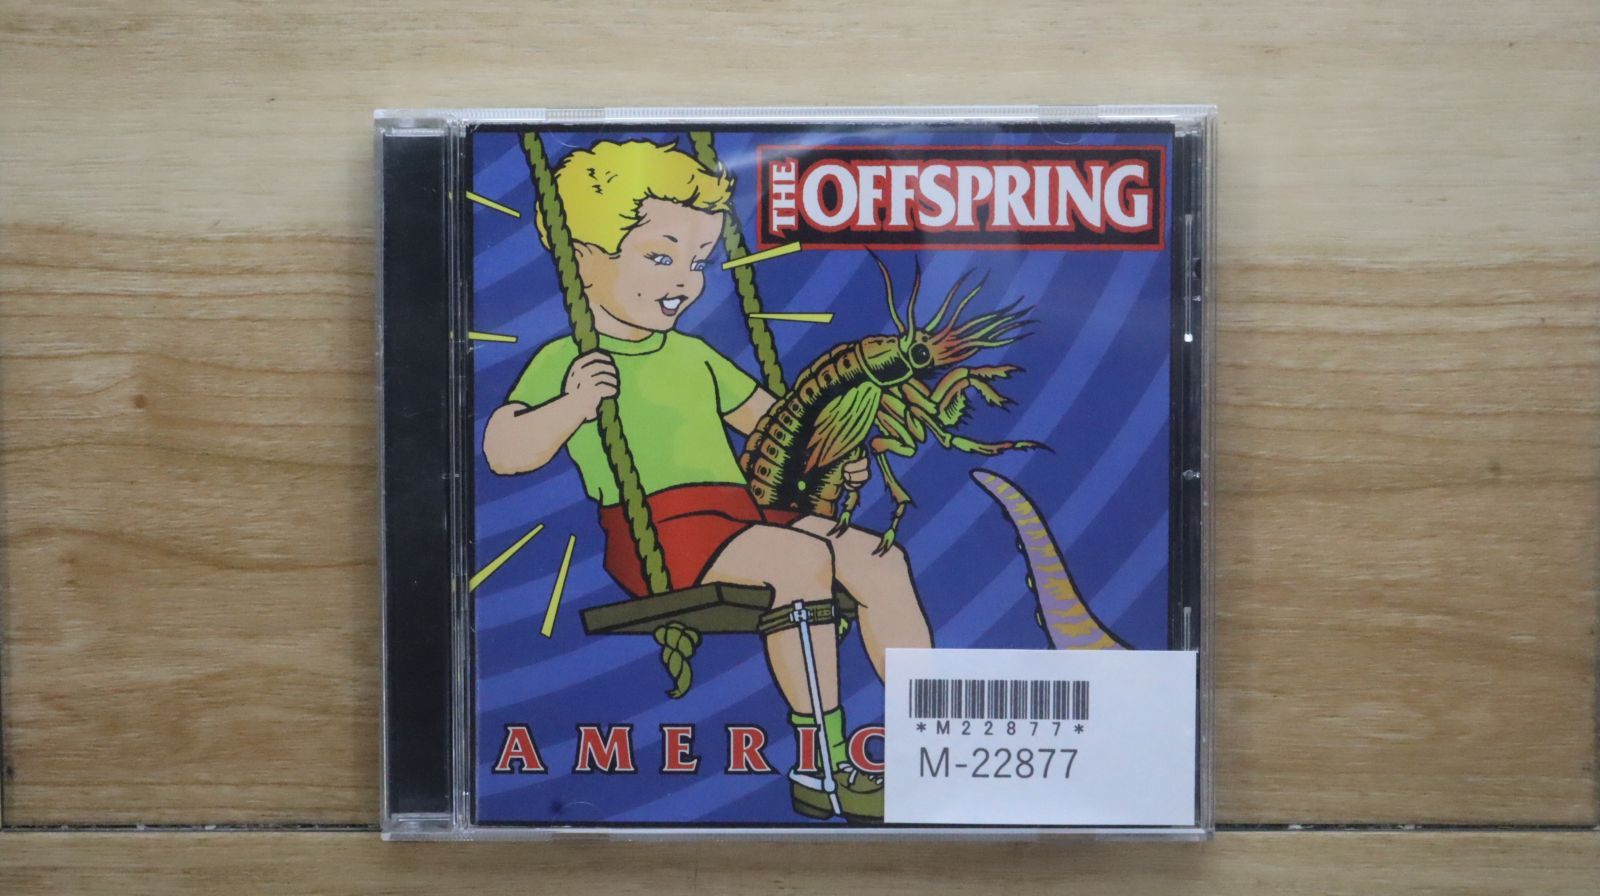 THE OFFSPRING
AMERIC
*M22877*
M-22877